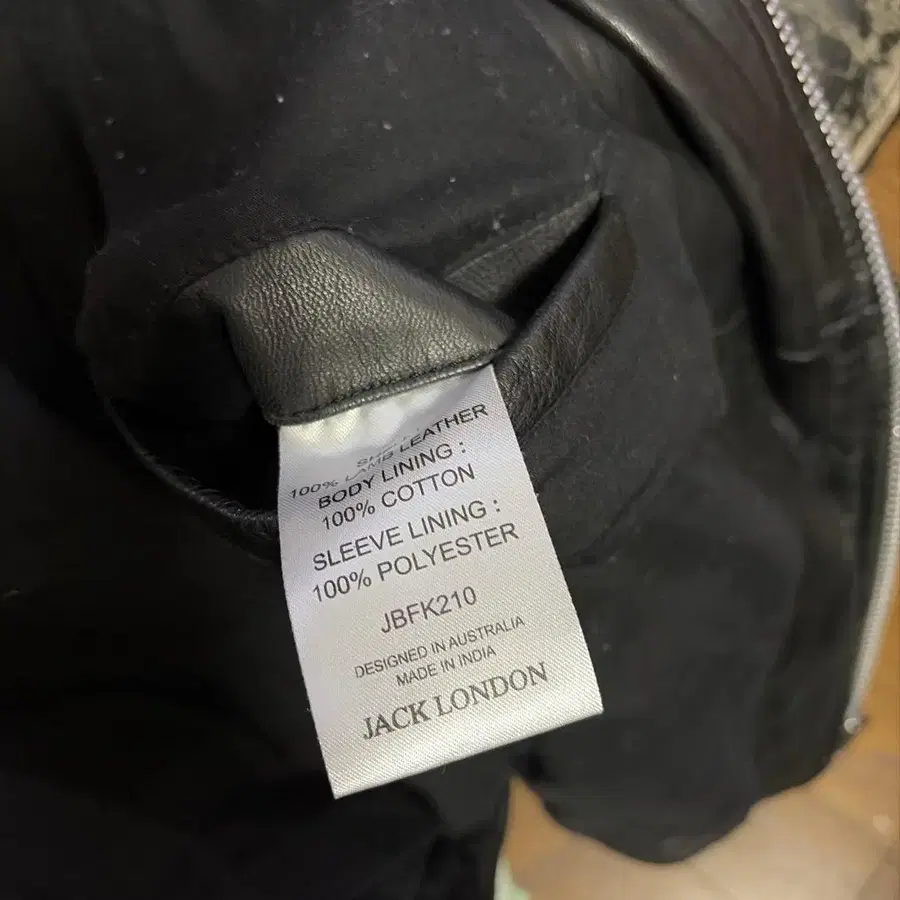 100% LAMB LEATHER
BODY LINING :
100% COTTON
SLEEVE LINING :
100% POLYESTER
JBFK210
DESIGNED IN AUSTRALIA
MADE IN INDIA
JACK LONDON